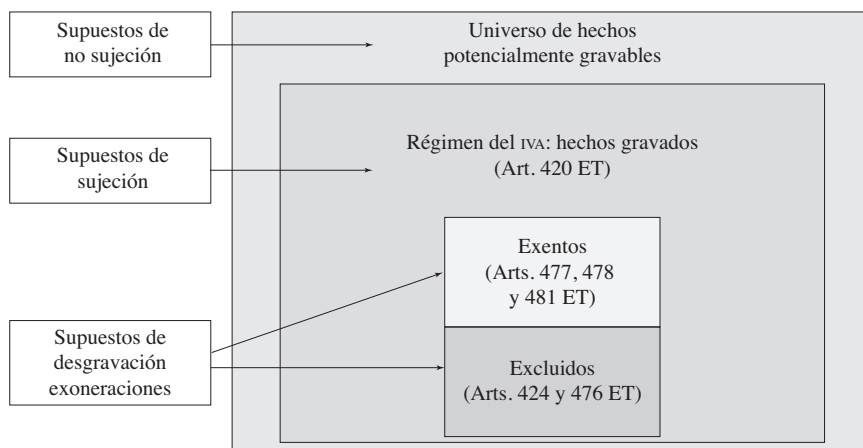 Supuestos de
no sujeción
Universo de hechos
potencialmente gravables
Supuestos de
sujeción
Régimen del IVA: hechos gravados
(Art. 420 ET)
Exentos
(Arts. 477, 478
y 481 ET)
Supuestos de
desgravación
exoneraciones
Excluidos
(Arts. 424 y 476 ET)